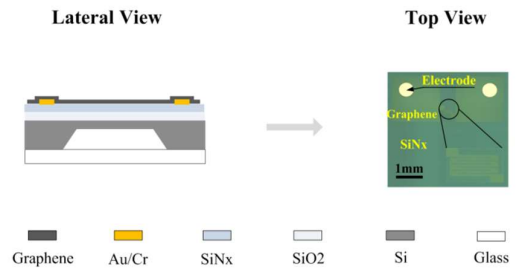 Lateral View
Top View
Electrode
Graphene
SiNx
1mm
Graphene
Au/Cr
SiNx
SiO2
Si
Glass